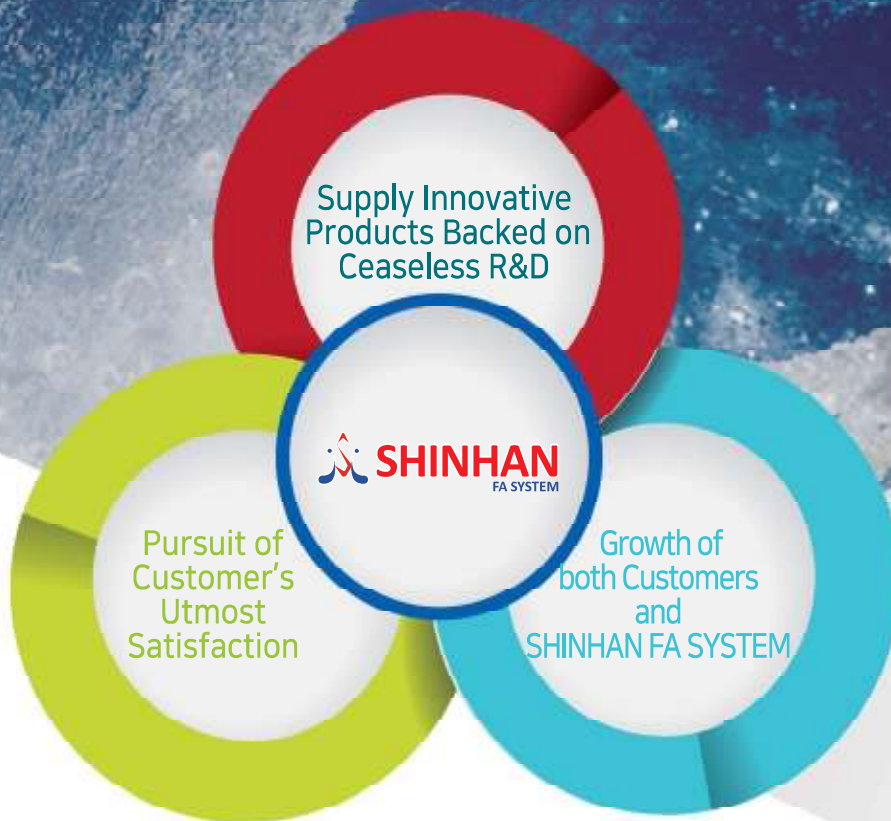 Supply Innovative
Products Backed on
Ceaseless R&D
SHINHAN
FA SYSTEM
Pursuit of
Customer's
Utmost
Satisfaction
Growth of
both Customers
and
SHINHAN FA SYSTEM